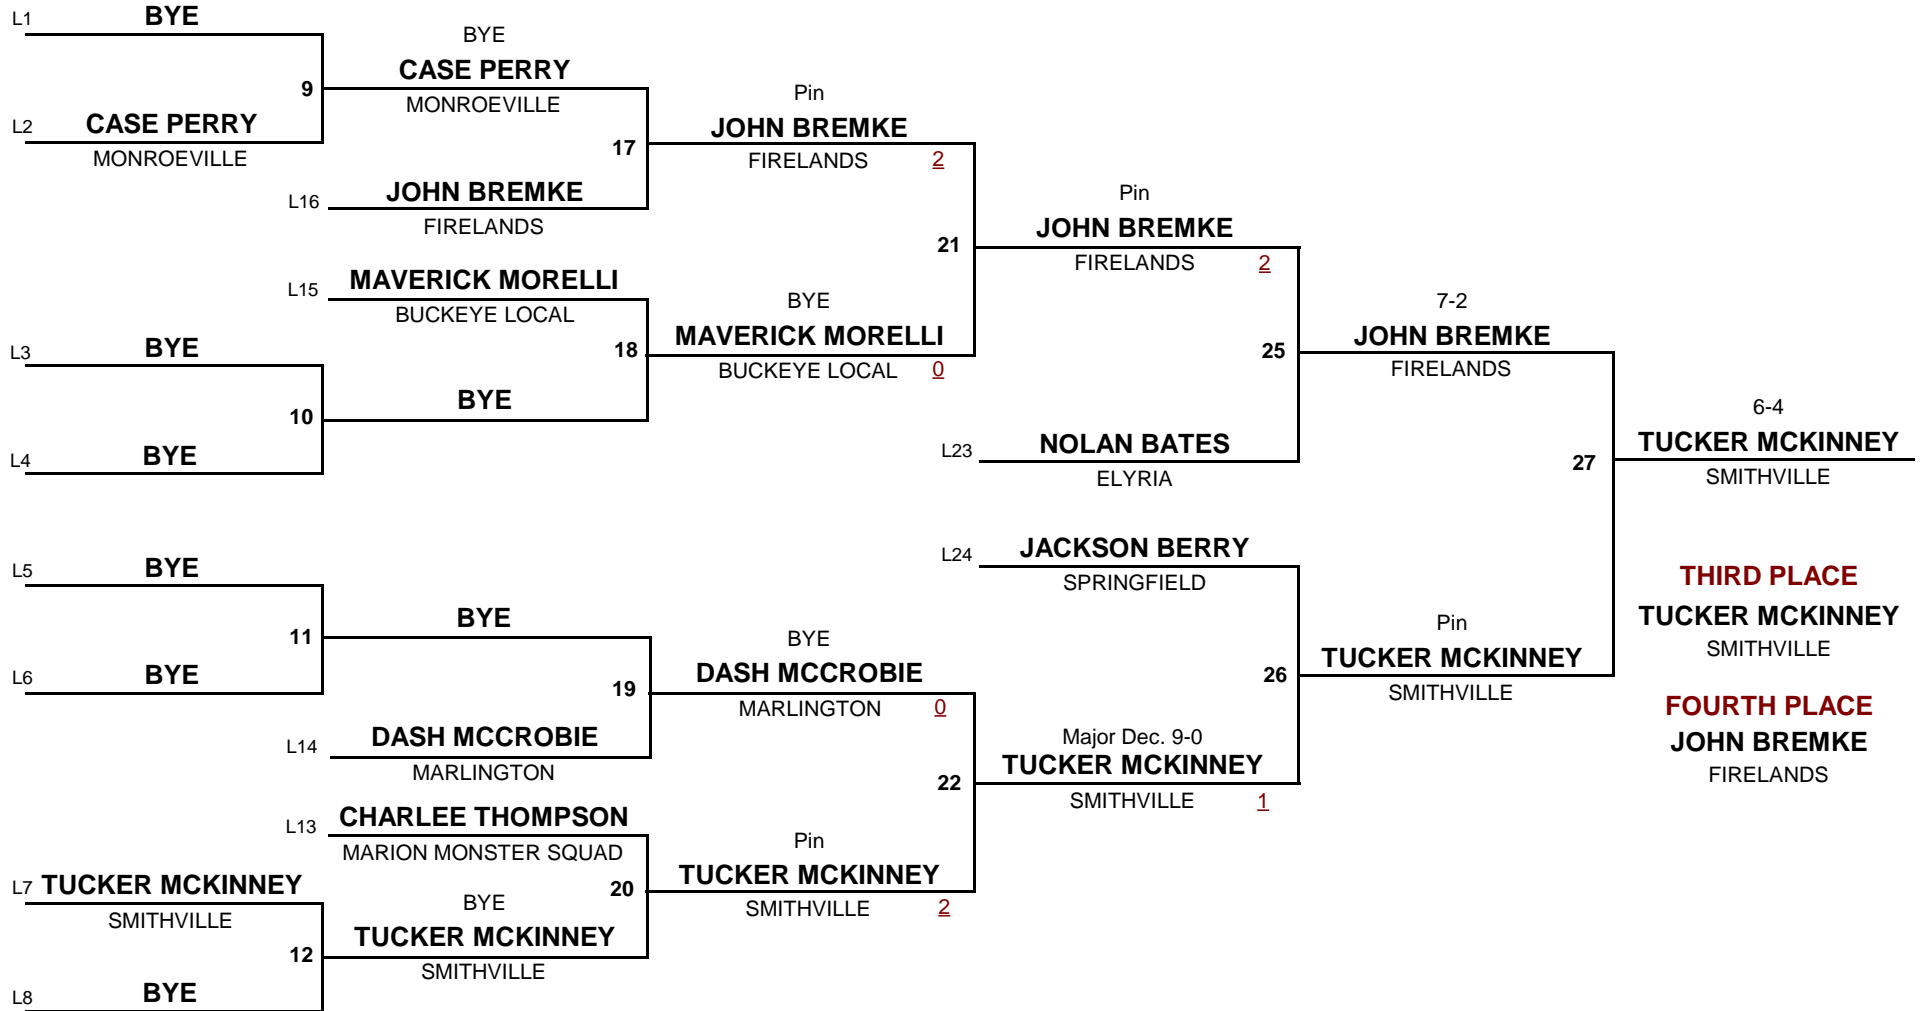 L1 BYE
BYE
CASE PERRY
9
MONROEVILLE
L2 CASE PERRY
MONROEVILLE
Pin
JOHN BREMKE
17
FIRELANDS 2
L16 JOHN BREMKE
FIRELANDS
Pin
JOHN BREMKE
21
FIRELANDS 2
L15 MAVERICK MORELLI
BUCKEYE LOCAL
BYE
MAVERICK MORELLI
18
BUCKEYE LOCAL 0
L3 BYE
10
BYE
L4 BYE
7-2
JOHN BREMKE
25
FIRELANDS
L23 NOLAN BATES
ELYRIA
6-4
TUCKER MCKINNEY
27
SMITHVILLE
L24 JACKSON BERRY
SPRINGFIELD
L5 BYE
BYE
11
L6 BYE
BYE
DASH MCCROBIE
19
MARLINGTON 0
L14 DASH MCCROBIE
MARLINGTON
Pin
TUCKER MCKINNEY
26
SMITHVILLE
Major Dec. 9-0
TUCKER MCKINNEY
22
SMITHVILLE 1
L13 CHARLEE THOMPSON
MARION MONSTER SQUAD
Pin
TUCKER MCKINNEY
20
SMITHVILLE 2
L7 TUCKER MCKINNEY
SMITHVILLE
BYE
TUCKER MCKINNEY
12
SMITHVILLE
L8 BYE
THIRD PLACE
TUCKER MCKINNEY
SMITHVILLE
FOURTH PLACE
JOHN BREMKE
FIRELANDS